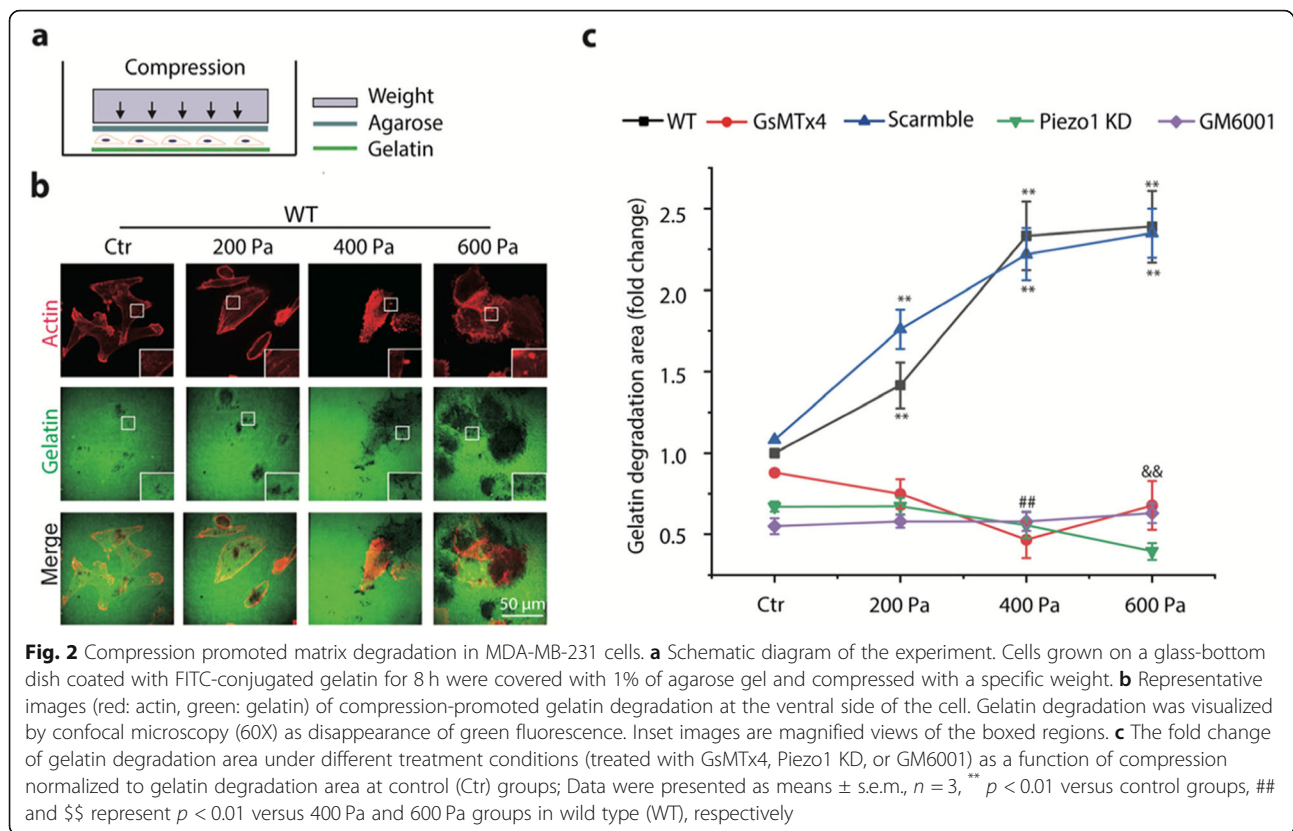 a
Compression
Weight
Agarose
Gelatin
b
WT
Ctr 200 Pa 400 Pa 600 Pa
Actin
Gelatin
Merge
50 µm
c
WT GsMTx4 Scarmble Piezo1 KD GM6001
Gelatin degradation area (fold change)
2.5
2.0
1.5
1.0
0.5
** **
** **
**
**
## &&
Ctr 200 Pa 400 Pa 600 Pa
Fig. 2 Compression promoted matrix degradation in MDA-MB-231 cells. a Schematic diagram of the experiment. Cells grown on a glass-bottom
dish coated with FITC-conjugated gelatin for 8 h were covered with 1% of agarose gel and compressed with a specific weight. b Representative
images (red: actin, green: gelatin) of compression-promoted gelatin degradation at the ventral side of the cell. Gelatin degradation was visualized
by confocal microscopy (60X) as disappearance of green fluorescence. Inset images are magnified views of the boxed regions. c The fold change
of gelatin degradation area under different treatment conditions (treated with GsMTx4, Piezo1 KD, or GM6001) as a function of compression
normalized to gelatin degradation area at control (Ctr) groups; Data were presented as means ± s.e.m., n = 3, ** p < 0.01 versus control groups, ##
and $$ represent p < 0.01 versus 400 Pa and 600 Pa groups in wild type (WT), respectively